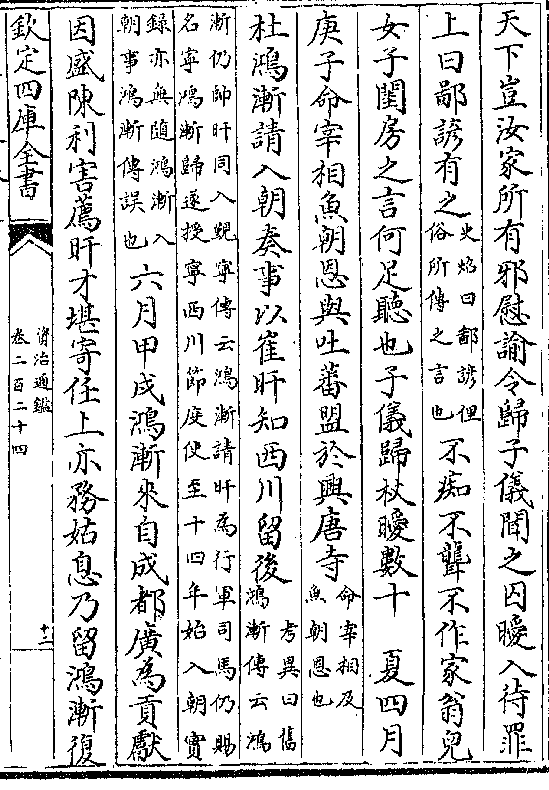 天下豈汝家所有邪慰諭令歸子儀聞之囚曖入待罪
上曰鄙諺有之
史炤曰鄙諺俚
俗所傳之言也
不痴不聾不作家翁兒
女子閨房之言何足聽也子儀歸杖曖數十 夏四月
庚子命宰相魚朝恩與吐蕃盟於興唐寺
命宰相及
魚朝恩也
杜鴻漸請入朝奏事以崔旰知西川留後
考異曰舊
鴻漸傳云鴻
漸仍帥旰同入覲寧傳云鴻漸請旰為行軍司馬仍賜
名寧鴻漸歸遂授寧西川節度使至十四年始入朝實
錄亦無隨鴻漸入
朝事鴻漸傳誤也
六月甲戌鴻漸來自成都廣為貢獻
因盛陳利害薦旰才堪寄任上亦務姑息乃留鴻漸復
欽定四庫全書
資治通鑑
卷二百二十四
十二